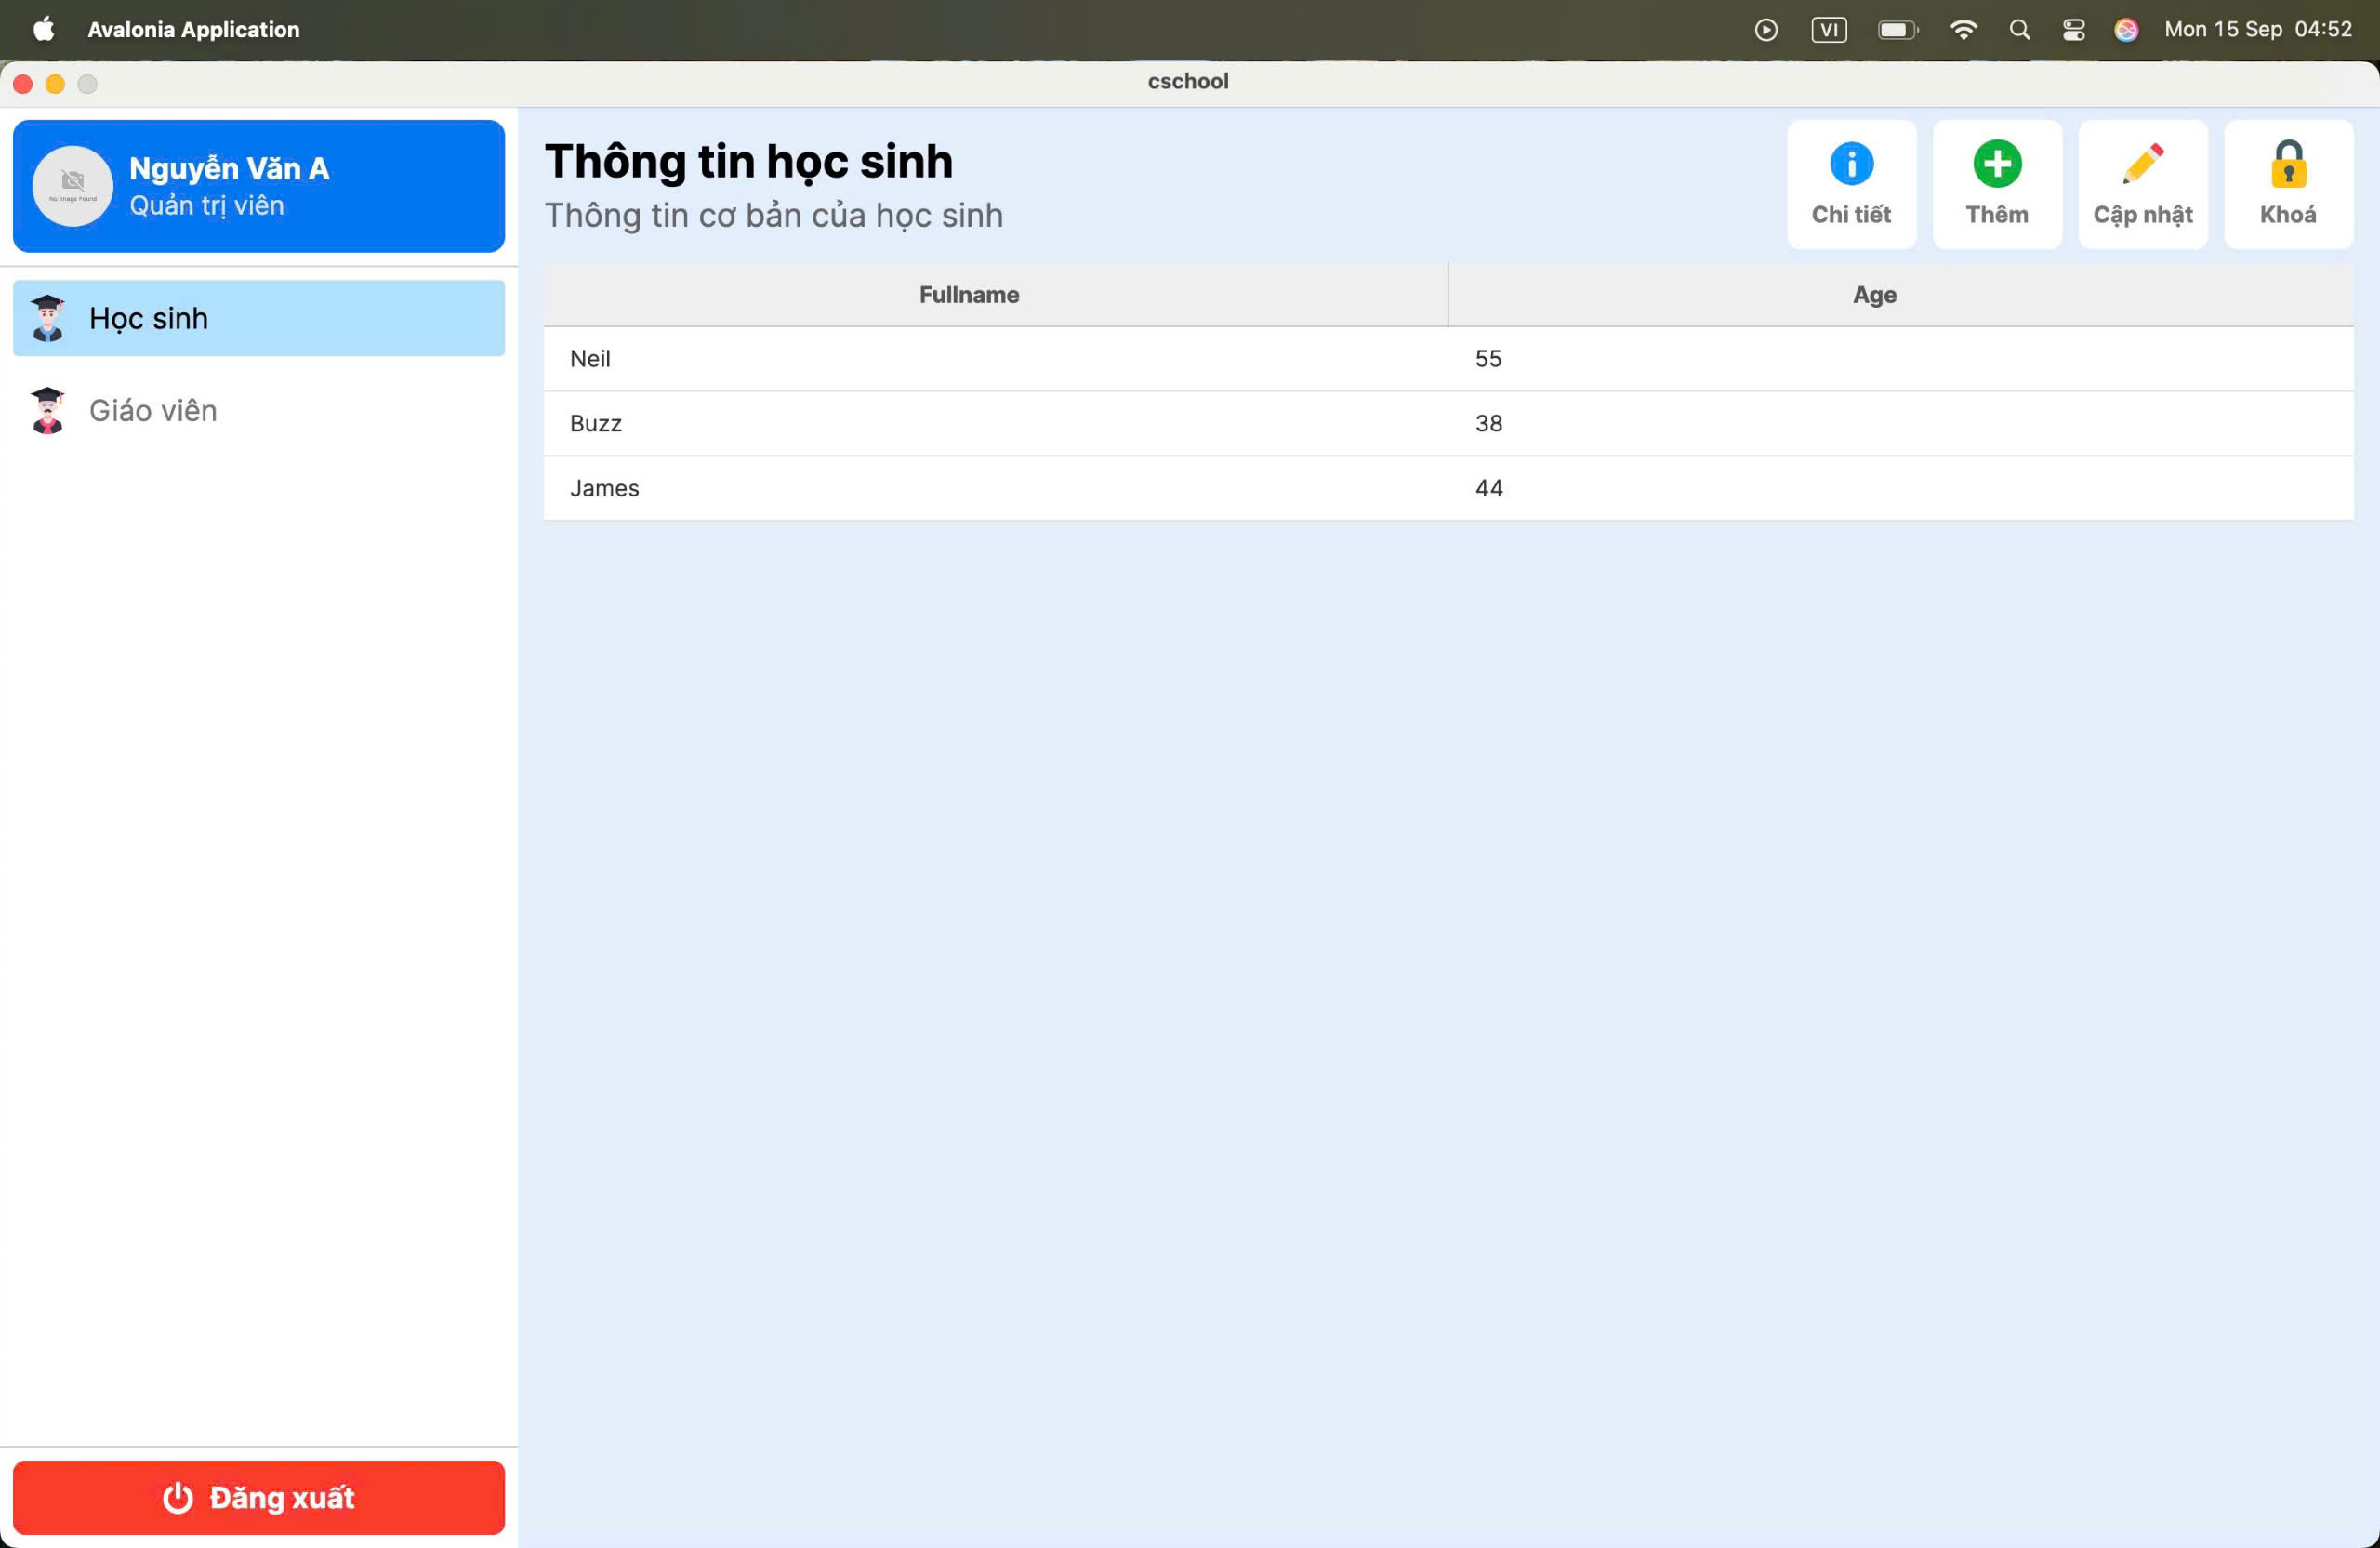 Avalonia Application
VI
Mon 15 Sep 04:52
cschool
No Image Found
Nguyễn Văn A
Quản trị viên
Học sinh
Giáo viên
Đăng xuất
Thông tin học sinh
Thông tin cơ bản của học sinh
Chi tiết
Thêm
Cập nhật
Khoá
Fullname Age
Neil 55
Buzz 38
James 44